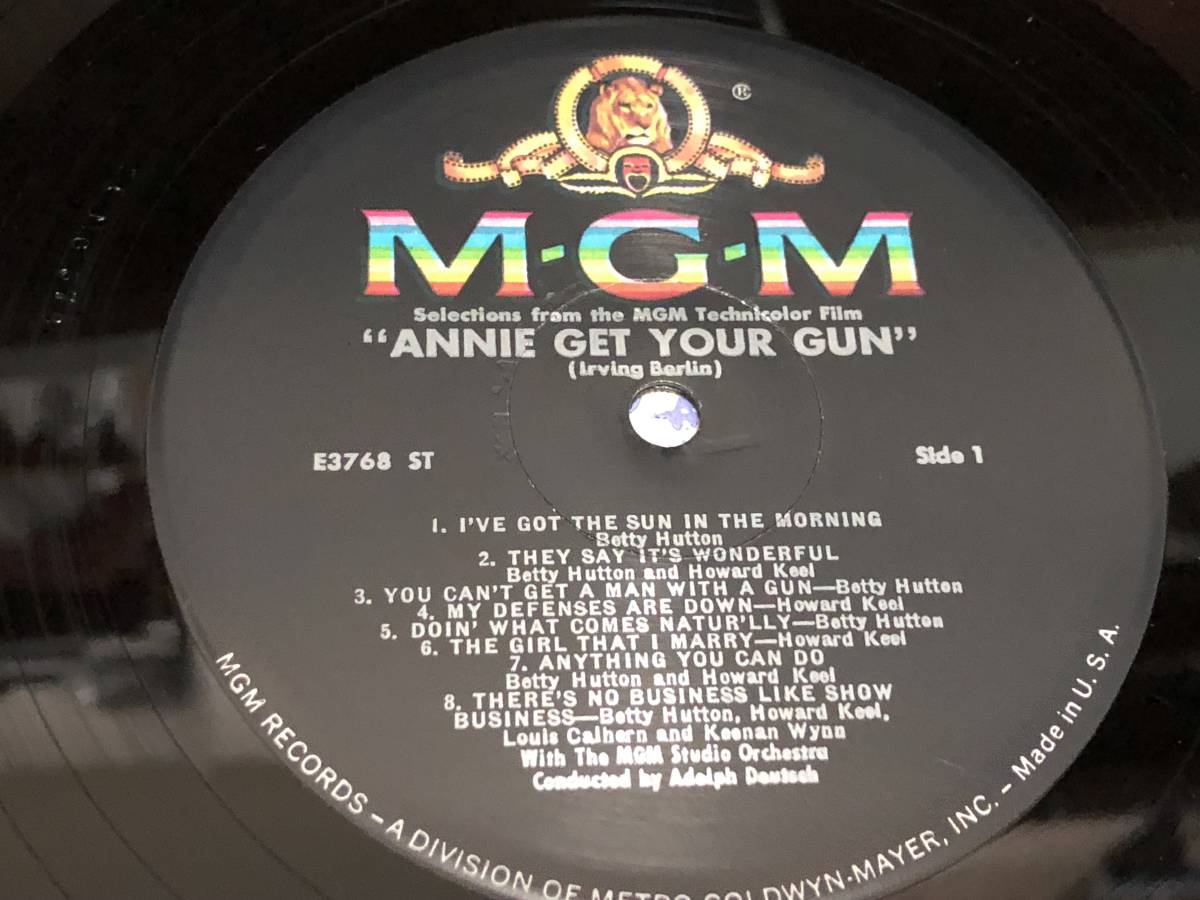 ®
M-G-M
Selections from the MGM Technicolor Film
"ANNIE GET YOUR GUN"
(Irving Berlin)
E3768 ST
Side 1
1. I'VE GOT THE SUN IN THE MORNING
Betty Hutton
2. THEY SAY IT'S WONDERFUL
Betty Hutton and Howard Keel
3. YOU CAN'T GET A MAN WITH A GUN—Betty Hutton
4. MY DEFENSES ARE DOWN—Howard Keel
5. DOIN' WHAT COMES NATUR'LLY—Betty Hutton
6. THE GIRL THAT I MARRY—Howard Keel
7. ANYTHING YOU CAN DO
Betty Hutton and Howard Keel
8. THERE'S NO BUSINESS LIKE SHOW
BUSINESS—Betty Hutton, Howard Keel,
Louis Calhern and Keenan Wynn
With The MGM Studio Orchestra
Conducted by Adolph Deutsch
MGM RECORDS – A DIVISION OF METRO-GOLDWYN-MAYER, INC. – Made in U. S. A.